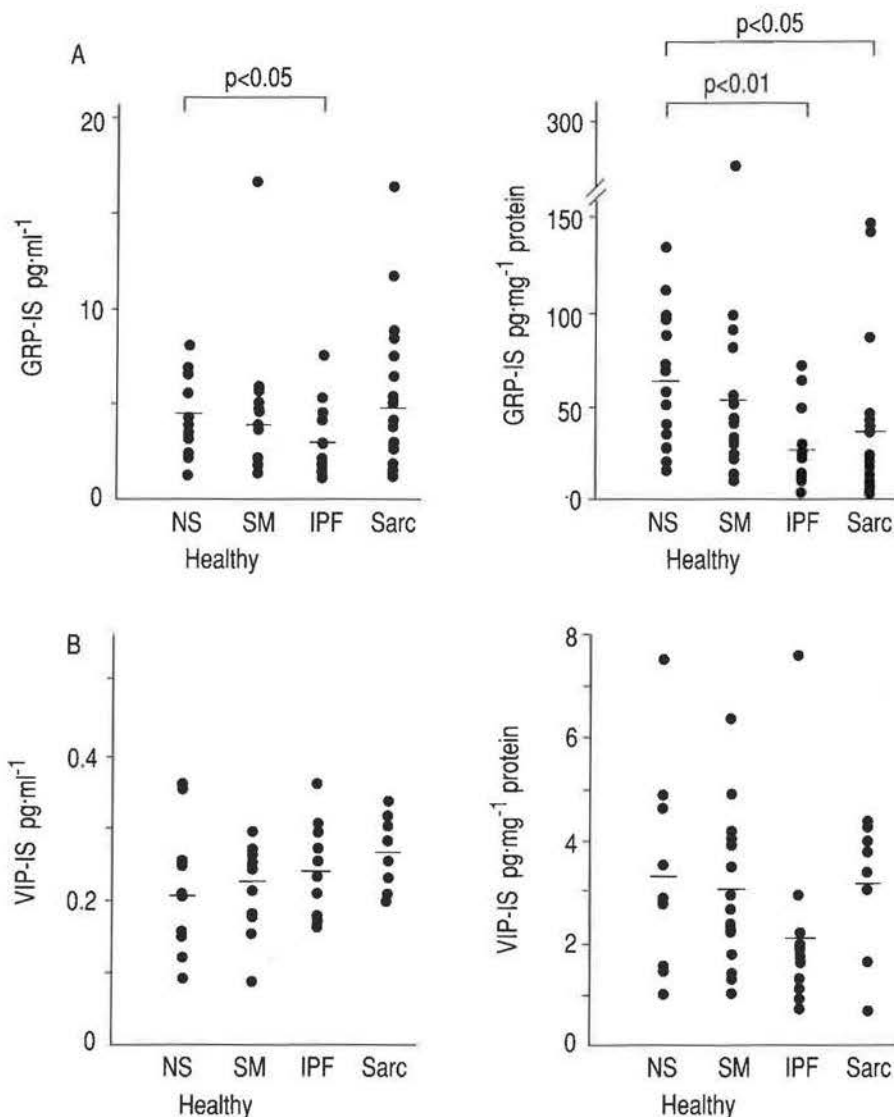 A
p<0.05
20
10
0
GRP-IS pg·ml⁻¹
NS SM IPF Sarc
Healthy
p<0.05
p<0.01
300
150
100
50
0
GRP-IS pg·mg⁻¹ protein
NS SM IPF Sarc
Healthy
B
0.4
0.2
0
VIP-IS pg·ml⁻¹
NS SM IPF Sarc
Healthy
8
6
4
2
0
VIP-IS pg·mg⁻¹ protein
NS SM IPF Sarc
Healthy